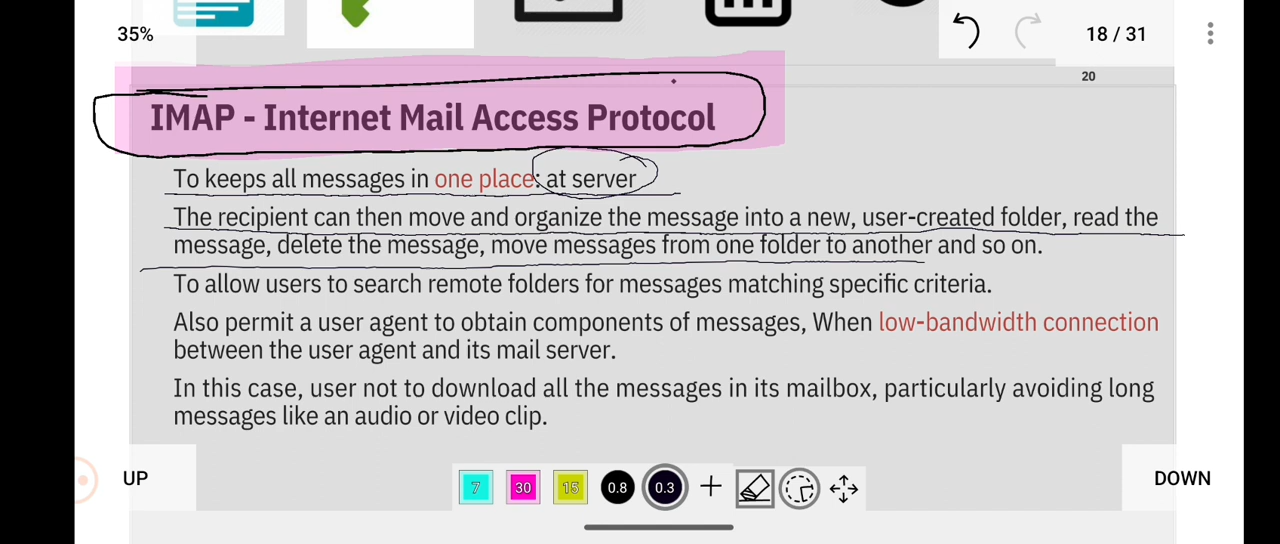 35%
18 / 31
20
IMAP - Internet Mail Access Protocol
To keeps all messages in one place: at server
The recipient can then move and organize the message into a new, user-created folder, read the
message, delete the message, move messages from one folder to another and so on.
To allow users to search remote folders for messages matching specific criteria.
Also permit a user agent to obtain components of messages, When low-bandwidth connection
between the user agent and its mail server.
In this case, user not to download all the messages in its mailbox, particularly avoiding long
messages like an audio or video clip.
UP
7 30 15 0.8 0.3
DOWN